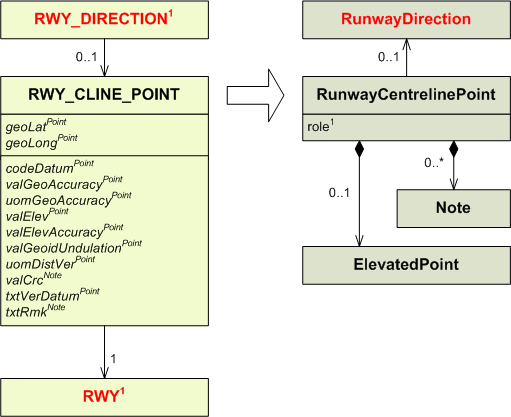 RWY_DIRECTION1
0..1
RWY_CLINE_POINT
geoLatPoint
geoLongPoint
codeDatumPoint
valGeoAccuracyPoint
uomGeoAccuracyPoint
valElevPoint
valElevAccuracyPoint
valGeoidUndulationPoint
uomDistVerPoint
valCrcNote
txtVerDatumPoint
txtRmkNote
1
RWY1
RunwayDirection
0..1
RunwayCentrelinePoint
role1
0..1
0..*
Note
ElevatedPoint